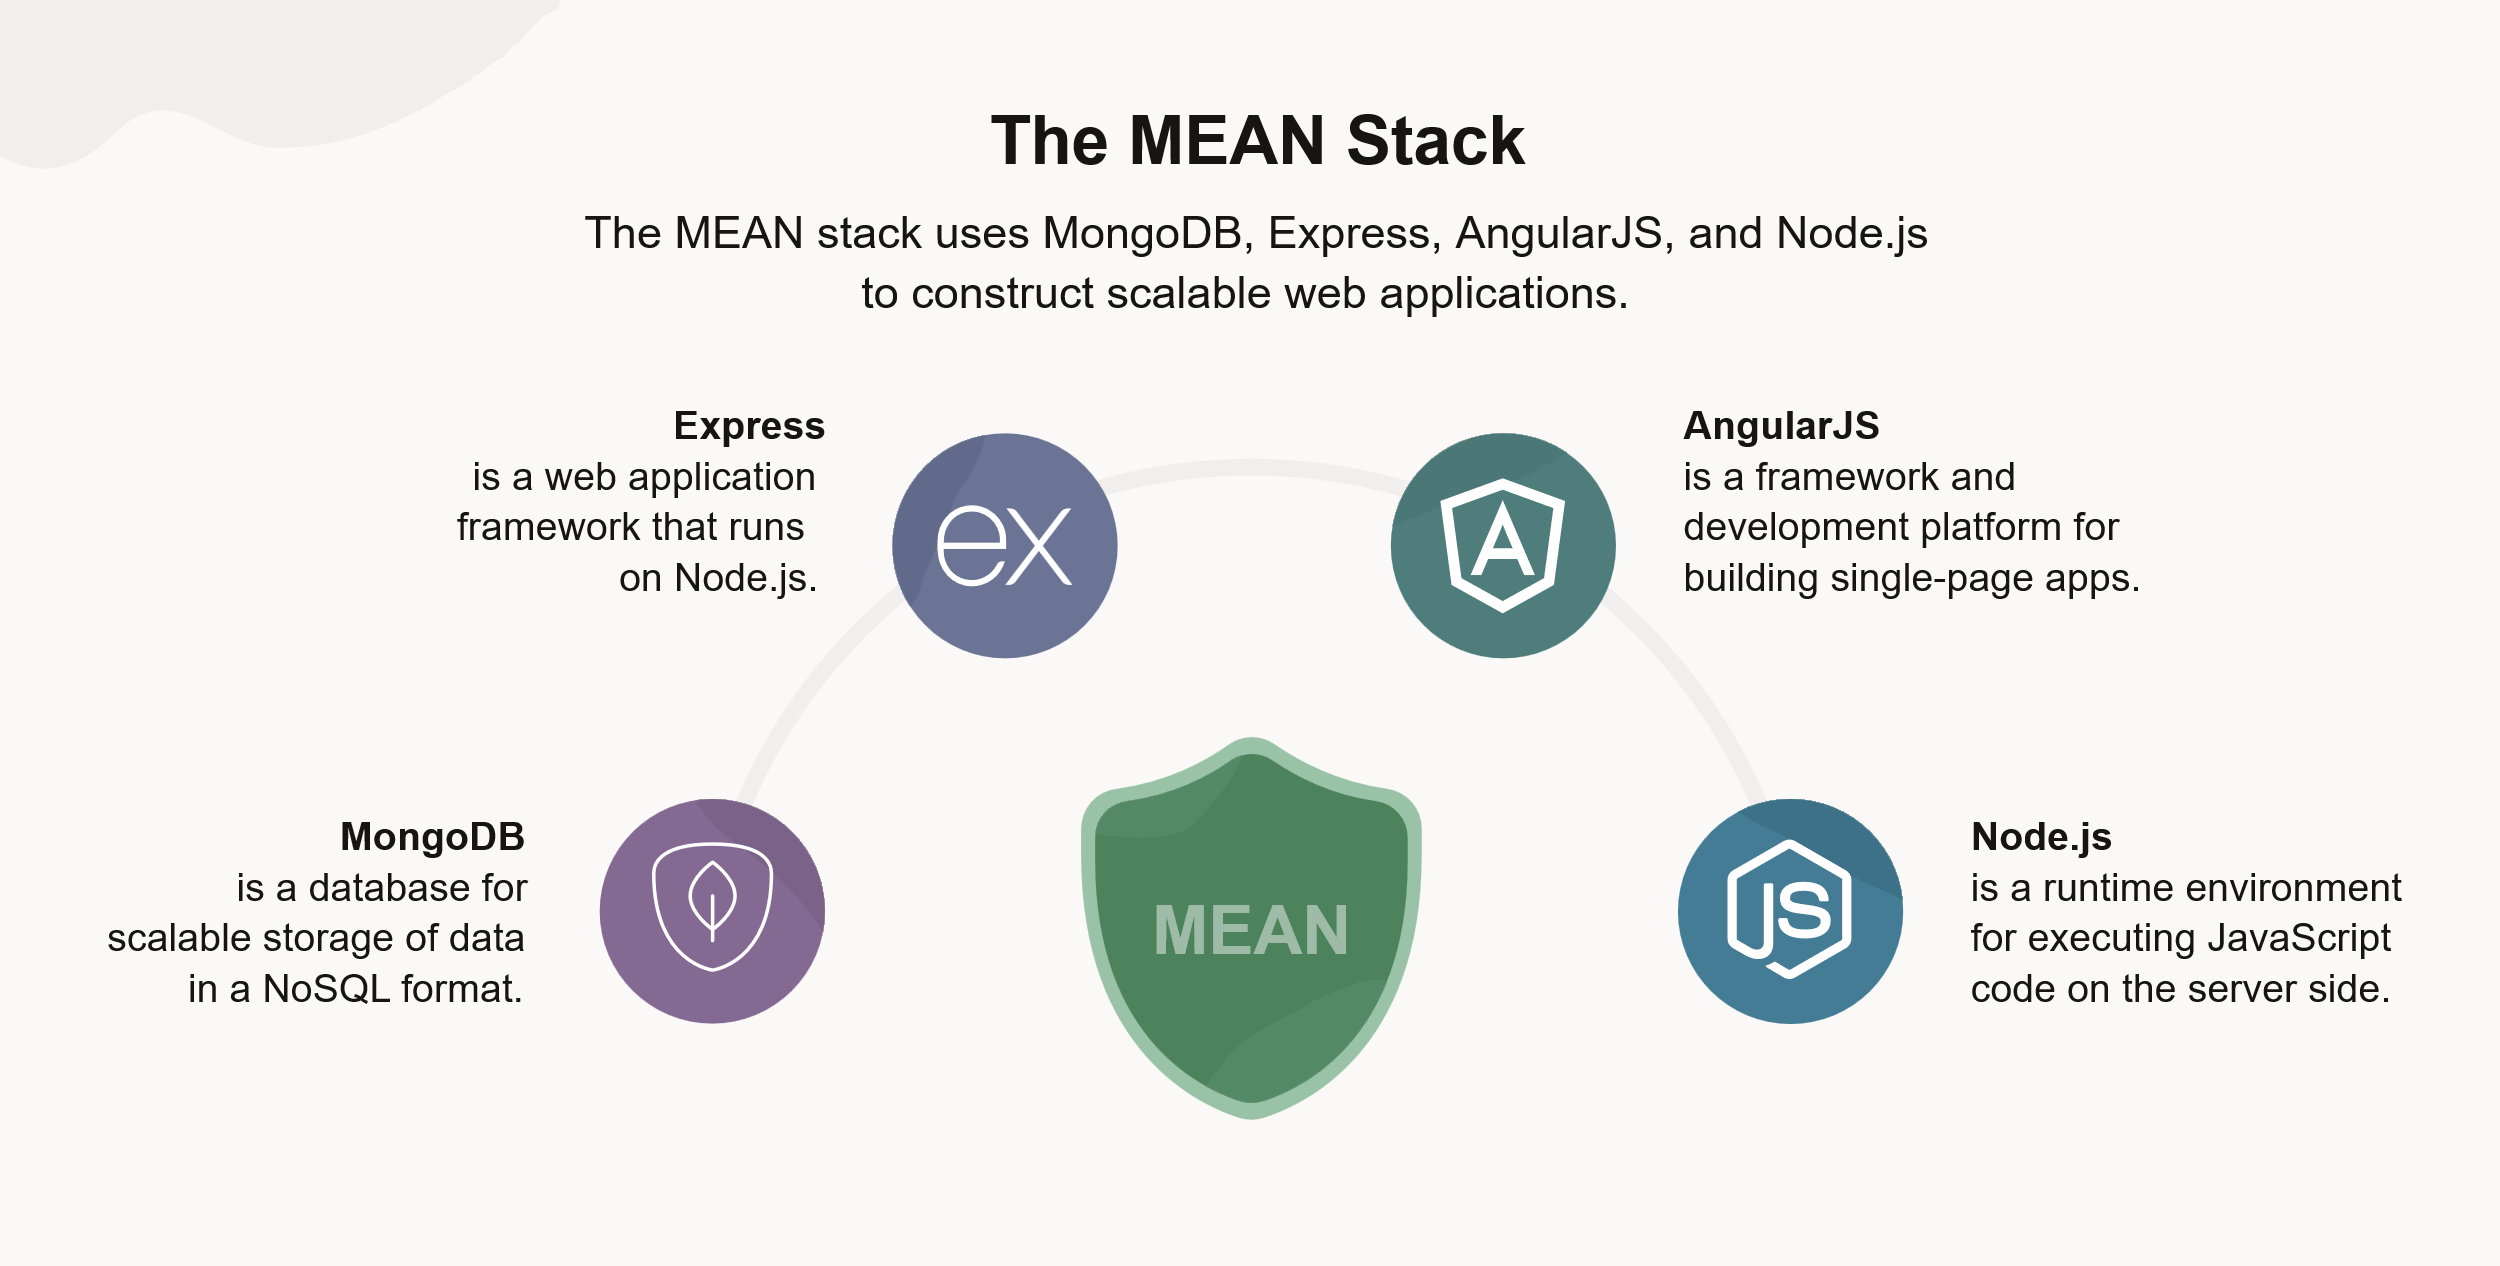 The MEAN Stack
The MEAN stack uses MongoDB, Express, AngularJS, and Node.js
to construct scalable web applications.
Express
is a web application
framework that runs
on Node.js.
ex
A
AngularJS
is a framework and
development platform for
building single-page apps.
MongoDB
is a database for
scalable storage of data
in a NoSQL format.
MEAN
JS
Node.js
is a runtime environment
for executing JavaScript
code on the server side.